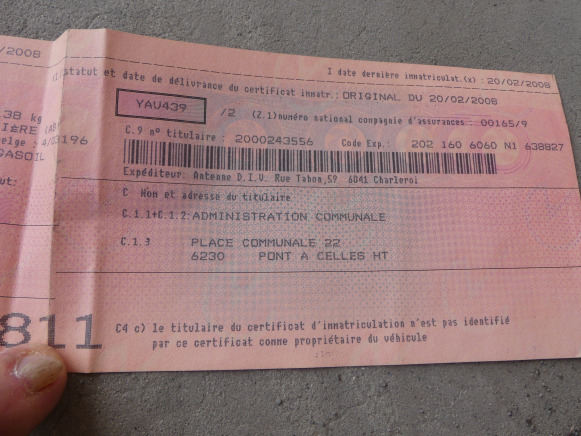 /2008
I date dernière immatriculat.(x) : 20/02/2008
statut et date de délivrance du certificat immatr.: ORIGINAL DU 20/02/2008
YAU439 /2 (Z.1)numéro national compagnie d'assurances : 00165/9
38 kg
C.9 n° titulaire : 2000243556 Code Exp.: 202 160 6060 N1 638827
elge : 4/03196
GASOIL
Expéditeur: Antenne D.I.V. Rue Tabon,59 6041 Charleroi
C Nom et adresse du titulaire
C.1.1+C.1.2:ADMINISTRATION COMMUNALE
C.1.3 PLACE COMMUNALE 22
6230 PONT A CELLES HT
811
C4 c) le titulaire du certificat d'immatriculation n'est pas identifié
par ce certificat comme propriétaire du véhicule